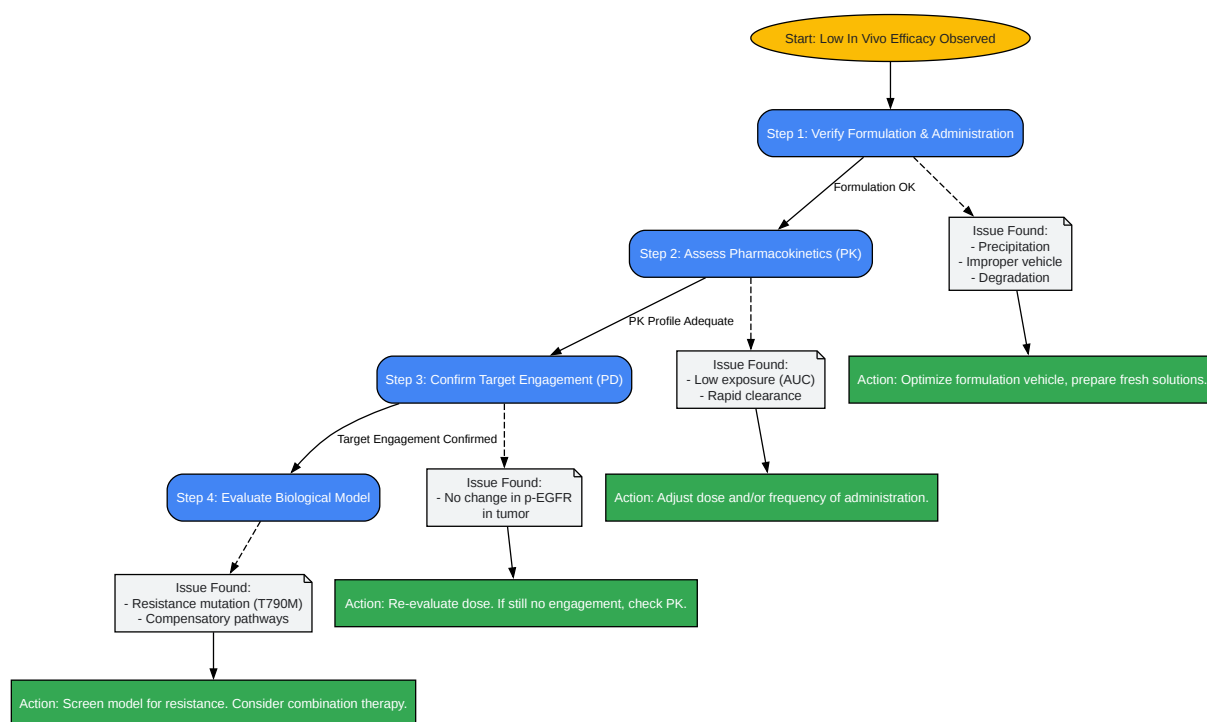 Start: Low In Vivo Efficacy Observed
Step 1: Verify Formulation & Administration
Formulation OK
Issue Found:
- Precipitation
- Improper vehicle
- Degradation
Action: Optimize formulation vehicle, prepare fresh solutions.
Step 2: Assess Pharmacokinetics (PK)
PK Profile Adequate
Issue Found:
- Low exposure (AUC)
- Rapid clearance
Action: Adjust dose and/or frequency of administration.
Step 3: Confirm Target Engagement (PD)
Target Engagement Confirmed
Issue Found:
- No change in p-EGFR
in tumor
Action: Re-evaluate dose. If still no engagement, check PK.
Step 4: Evaluate Biological Model
Issue Found:
- Resistance mutation (T790M)
- Compensatory pathways
Action: Screen model for resistance. Consider combination therapy.